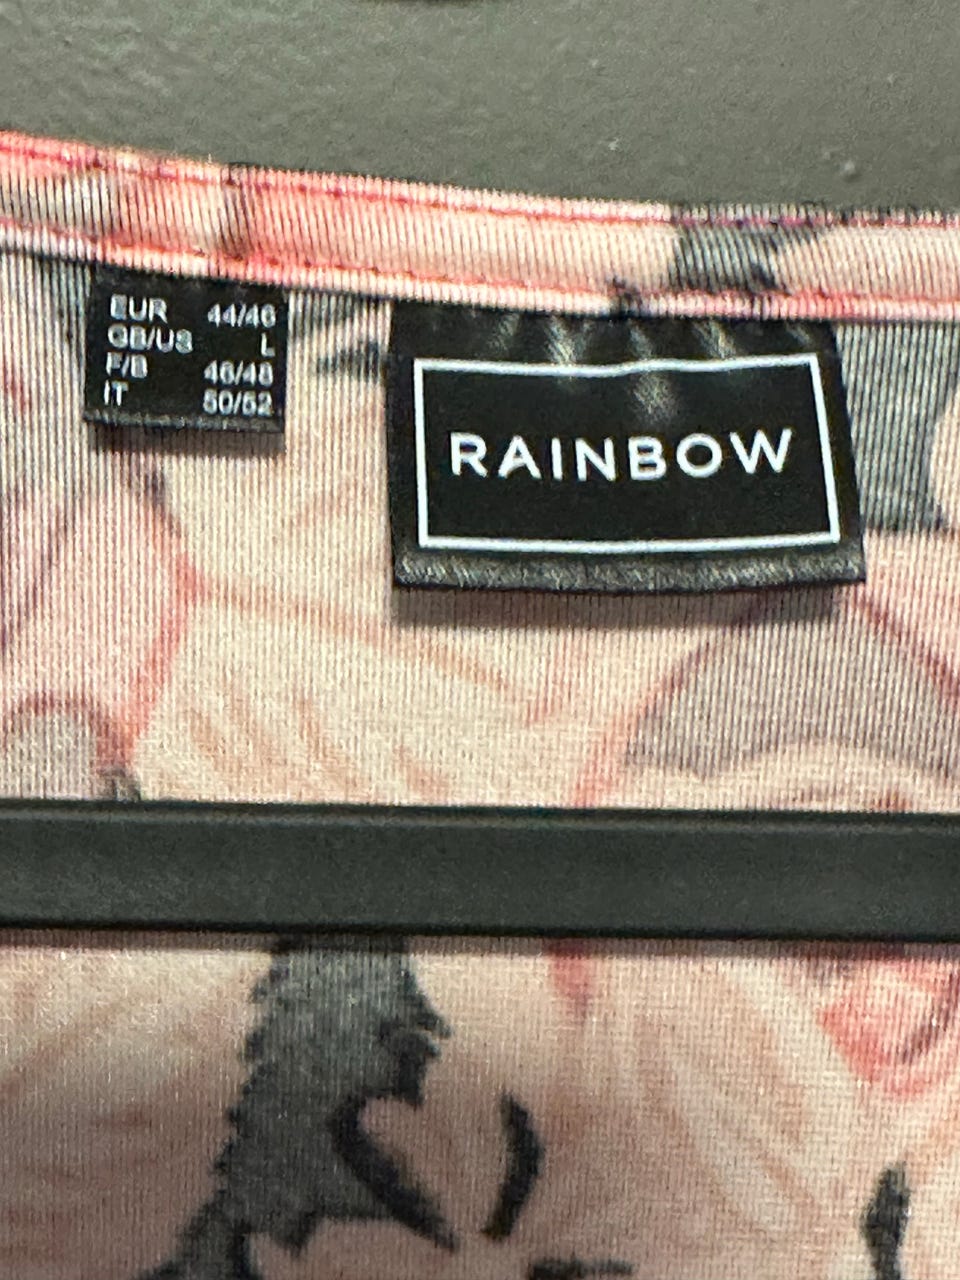 EUR 44/46
GB/US L
F/B 46/48
IT 50/52
RAINBOW